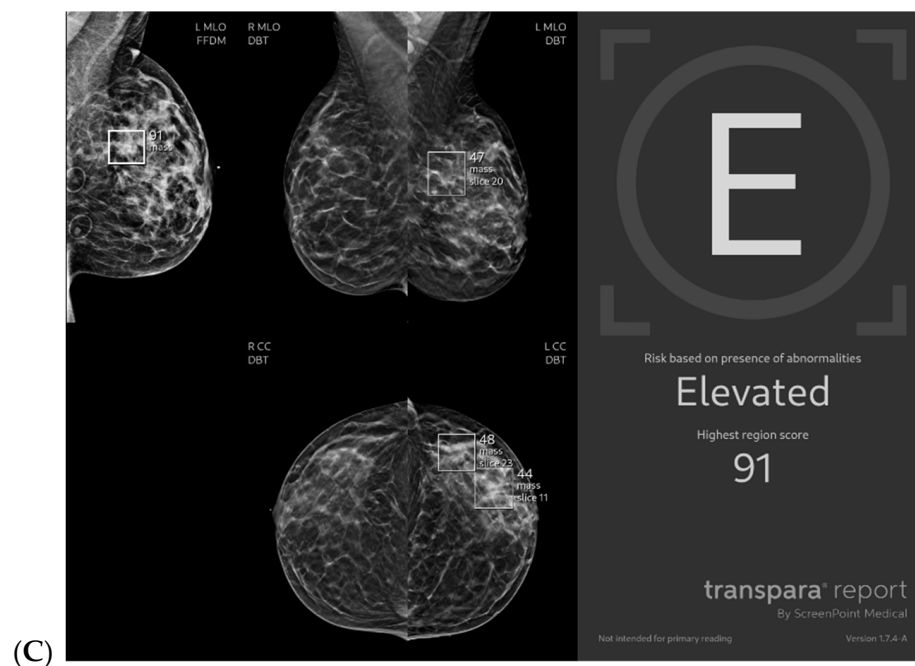 L MLO
FFDM
91
mass
R MLO
DBT
L MLO
DBT
47
mass
slice 20
R CC
DBT
L CC
DBT
48
mass
slice 23
44
mass
slice 11
E
Risk based on presence of abnormalities
Elevated
Highest region score
91
transpara® report
By ScreenPoint Medical
Not intended for primary reading
Version 1.7.4-A
(C)